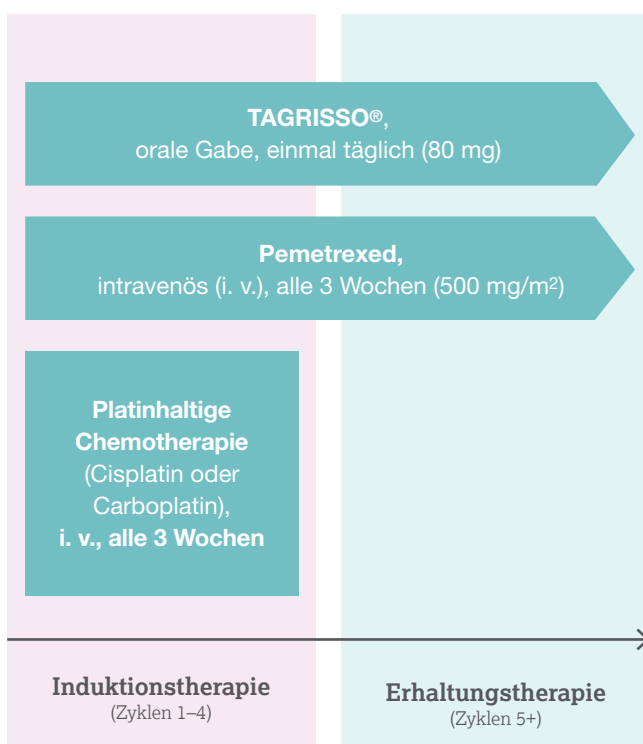 TAGRISSO®,
orale Gabe, einmal täglich (80 mg)
Pemetrexed,
intravenös (i. v.), alle 3 Wochen (500 mg/m²)
Platinhaltige
Chemotherapie
(Cisplatin oder
Carboplatin),
i. v., alle 3 Wochen
Induktionstherapie
(Zyklen 1–4)
Erhaltungstherapie
(Zyklen 5+)